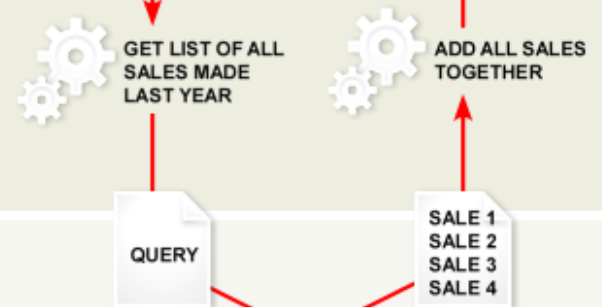 GET LIST OF ALL
SALES MADE
LAST YEAR
ADD ALL SALES
TOGETHER
QUERY
SALE 1
SALE 2
SALE 3
SALE 4